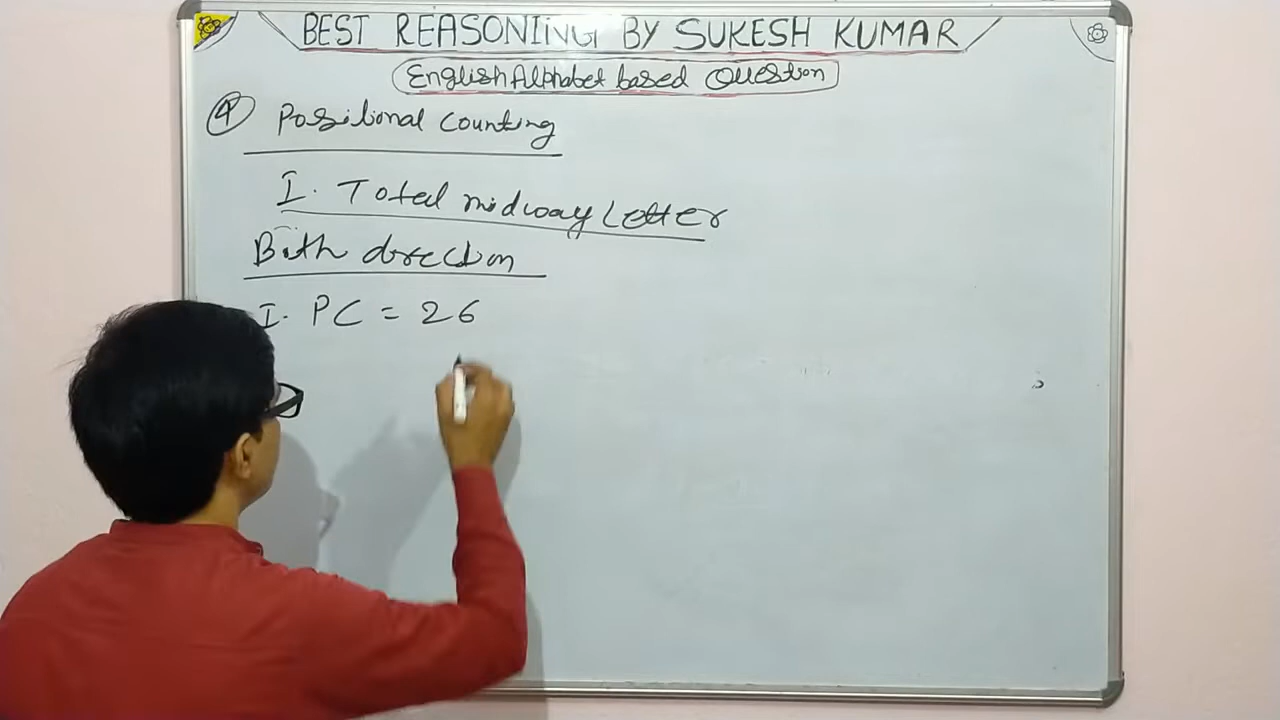 BEST REASONING BY SUKESH KUMAR
English Alphabet based Question
4 Positional Counting
I. Total midway Letter
Both direction
I. PC = 26